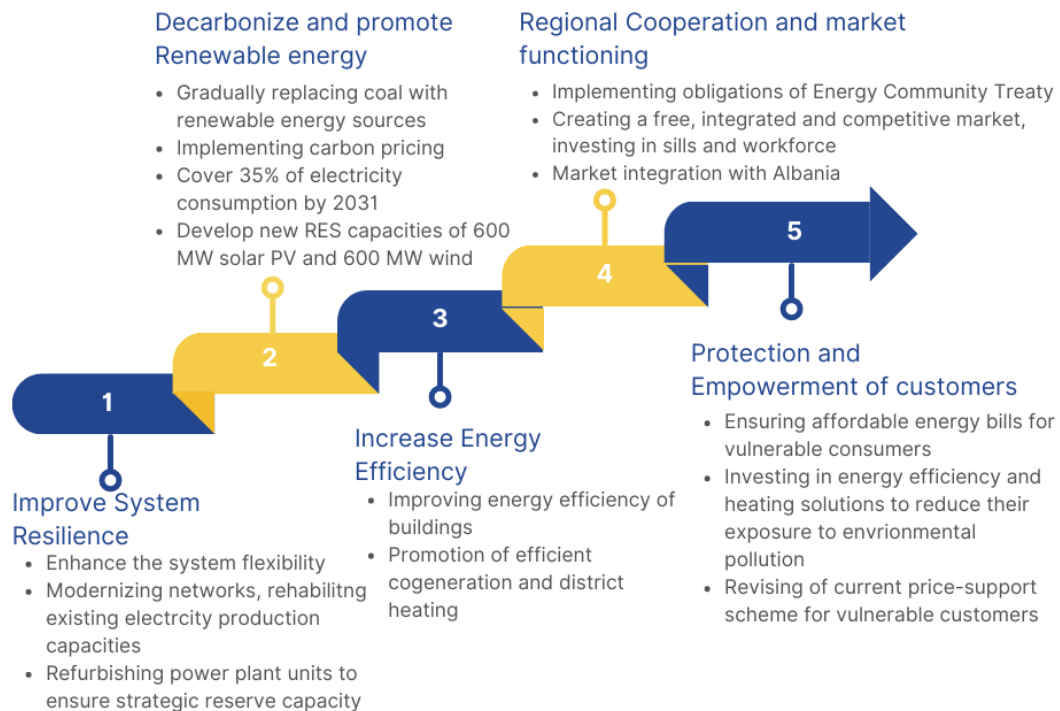 Decarbonize and promote
Renewable energy
• Gradually replacing coal with
renewable energy sources
• Implementing carbon pricing
• Cover 35% of electricity
consumption by 2031
• Develop new RES capacities of 600
MW solar PV and 600 MW wind
Regional Cooperation and market
functioning
• Implementing obligations of Energy Community Treaty
• Creating a free, integrated and competitive market,
investing in sills and workforce
• Market integration with Albania
1
2
3
4
5
Improve System
Resilience
• Enhance the system flexibility
• Modernizing networks, rehabilitng
existing electrcity production
capacities
• Refurbishing power plant units to
ensure strategic reserve capacity
Increase Energy
Efficiency
• Improving energy efficiency of
buildings
• Promotion of efficient
cogeneration and district
heating
Protection and
Empowerment of customers
• Ensuring affordable energy bills for
vulnerable consumers
• Investing in energy efficiency and
heating solutions to reduce their
exposure to envrionmental
pollution
• Revising of current price-support
scheme for vulnerable customers